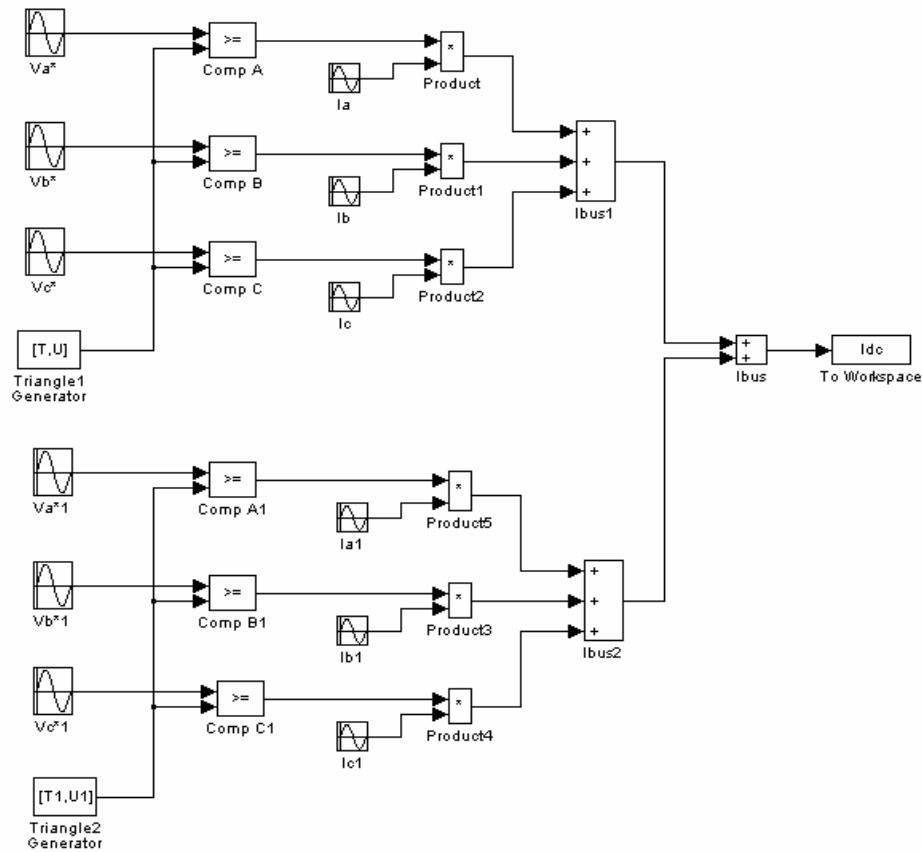 Va*
>=
Comp A
Ia
*
Product
Vb*
>=
Comp B
Ib
*
Product1
+
+
+
Ibus1
Vc*
>=
Comp C
Ic
*
Product2
[T,U]
Triangle1
Generator
+
+
Ibus
Idc
To Workspace
Va*1
>=
Comp A1
Ia1
*
Product5
Vb*1
>=
Comp B1
Ib1
*
Product3
+
+
+
Ibus2
Vc*1
>=
Comp C1
Ic1
*
Product4
[T1,U1]
Triangle2
Generator